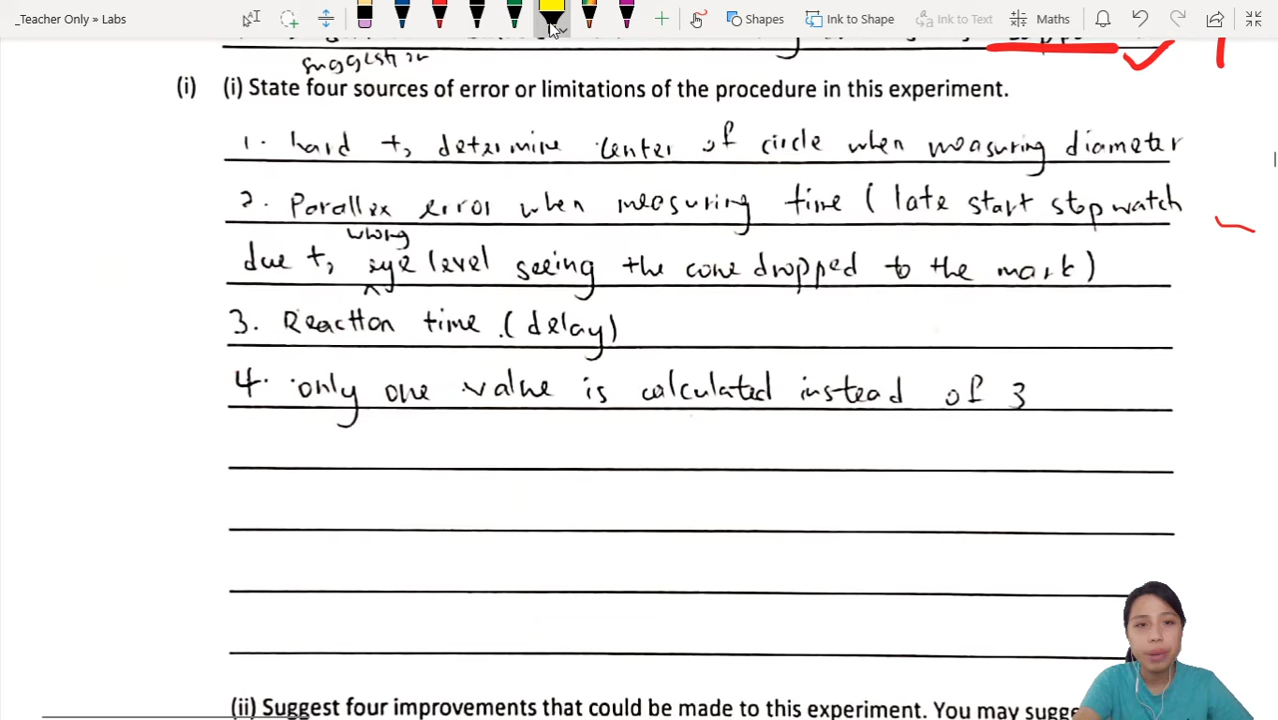 _Teacher Only » Labs
Shapes
Ink to Shape
Ink to Text
Maths
suggestion
(i) (i) State four sources of error or limitations of the procedure in this experiment.
1. hard to determine center of circle when measuring diameter
2. Parallax error when measuring time ( late start stopwatch
wrong
due to eye level seeing the cone dropped to the mark )
3. Reaction time. ( delay )
4. only one value is calculated instead of 3
(ii) Suggest four improvements that could be made to this experiment. You may sugge